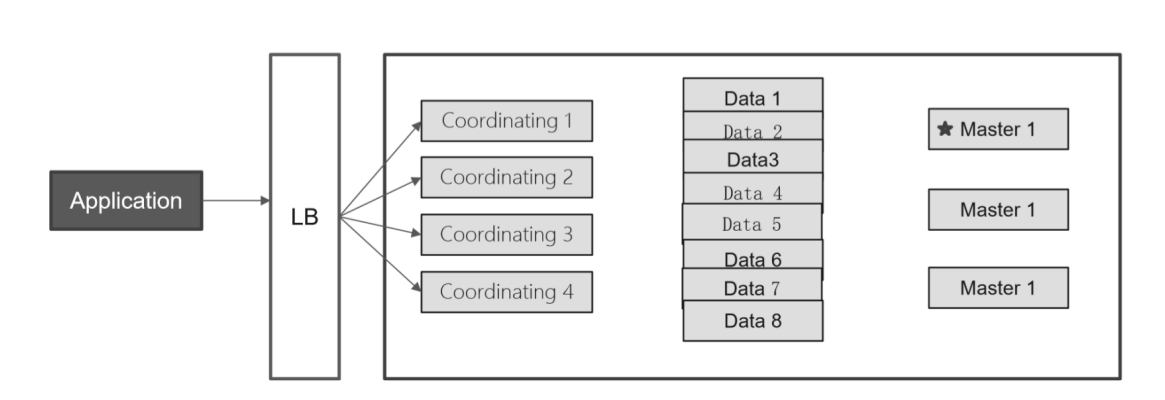 Application
LB
Coordinating 1
Coordinating 2
Coordinating 3
Coordinating 4
Data 1
Data 2
Data3
Data 4
Data 5
Data 6
Data 7
Data 8
★ Master 1
Master 1
Master 1